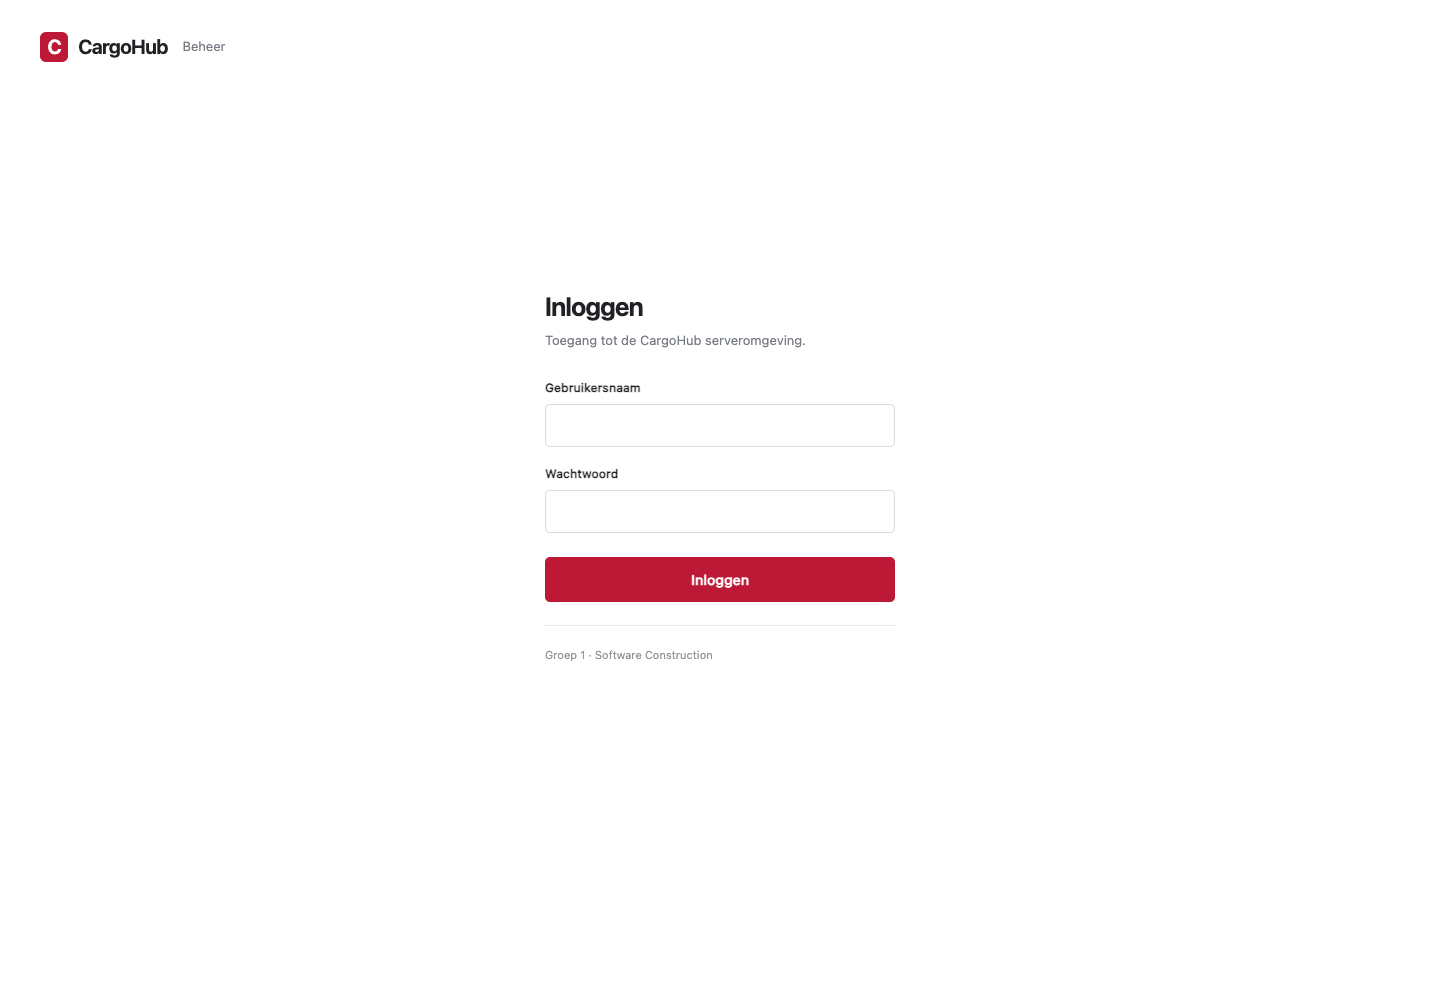 C CargoHub Beheer
Inloggen
Toegang tot de CargoHub serveromgeving.
Gebruikersnaam
Wachtwoord
Inloggen
Groep 1 · Software Construction